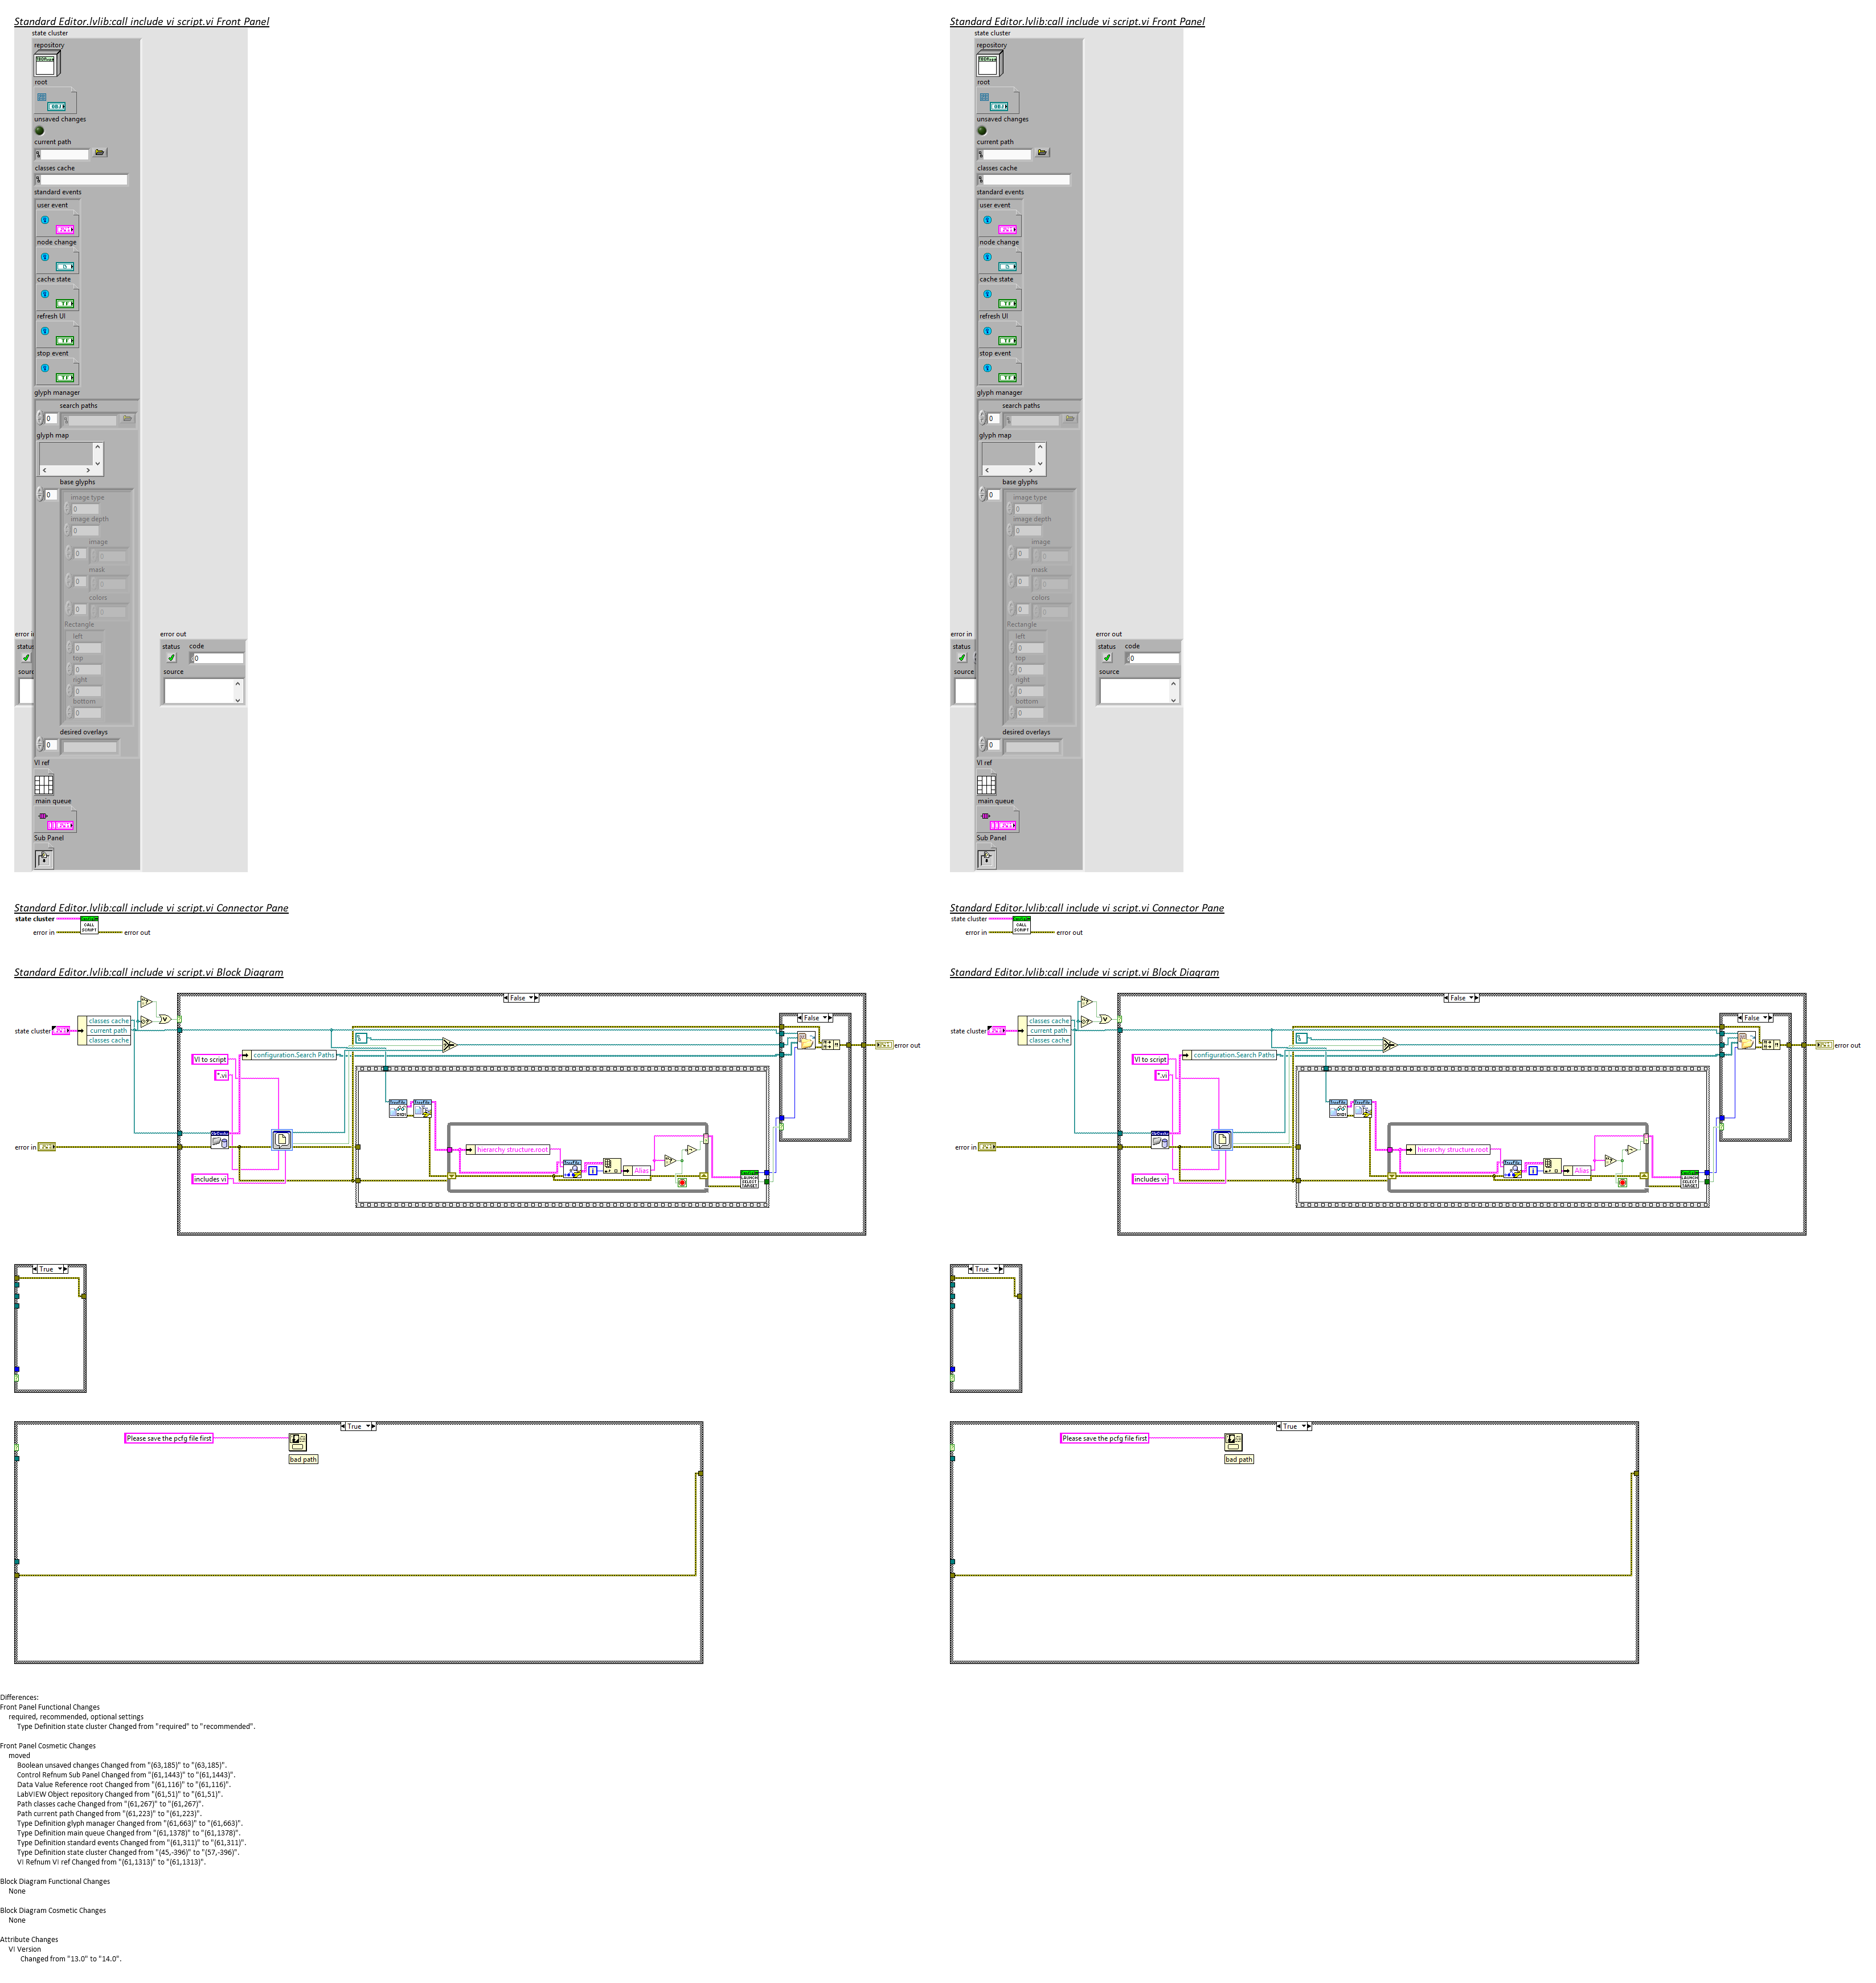 Standard Editor.lvlib:call include vi script.vi Front Panel
state cluster
repository
root
OBJ
unsaved changes
current path
classes cache
standard events
user event
node change
cache state
TF
refresh UI
TF
stop event
TF
glyph manager
search paths
0
glyph map
base glyphs
0
image type
0
image depth
0
image
0 0
mask
0 0
colors
0 0
Rectangle
left
0
top
0
right
0
bottom
0
desired overlays
0
VI ref
main queue
Sub Panel
status
error out
status code
0
source
Standard Editor.lvlib:call include vi script.vi Front Panel
state cluster
repository
root
OBJ
unsaved changes
current path
classes cache
standard events
user event
node change
cache state
TF
refresh UI
TF
stop event
TF
glyph manager
search paths
0
glyph map
base glyphs
0
image type
0
image depth
0
image
0 0
mask
0 0
colors
0 0
Rectangle
left
0
top
0
right
0
bottom
0
desired overlays
0
VI ref
main queue
Sub Panel
error in
status
source
error out
status code
0
source
Standard Editor.lvlib:call include vi script.vi Connector Pane
state cluster
CALL
SCRIPT
error in
error out
Standard Editor.lvlib:call include vi script.vi Connector Pane
state cluster
CALL
SCRIPT
error in
error out
Standard Editor.lvlib:call include vi script.vi Block Diagram
False
state cluster
classes cache
current path
classes cache
False
VI to script
configuration.Search Paths
error out
*.vi
error in
hierarchy structure.root
i
Alias
includes vi
LAUNCH
SELECT
TARGET
True
True
Please save the pcfg file first
bad path
Standard Editor.lvlib:call include vi script.vi Block Diagram
False
state cluster
classes cache
current path
classes cache
False
VI to script
configuration.Search Paths
error out
*.vi
error in
hierarchy structure.root
i
Alias
includes vi
LAUNCH
SELECT
TARGET
True
True
Please save the pcfg file first
bad path
Differences:
Front Panel Functional Changes
required, recommended, optional settings
Type Definition state cluster Changed from "required" to "recommended".
Front Panel Cosmetic Changes
moved
Boolean unsaved changes Changed from "(63,185)" to "(63,185)".
Control Refnum Sub Panel Changed from "(61,1443)" to "(61,1443)".
Data Value Reference root Changed from "(61,116)" to "(61,116)".
LabVIEW Object repository Changed from "(61,51)" to "(61,51)".
Path classes cache Changed from "(61,267)" to "(61,267)".
Path current path Changed from "(61,223)" to "(61,223)".
Type Definition glyph manager Changed from "(61,663)" to "(61,663)".
Type Definition main queue Changed from "(61,1378)" to "(61,1378)".
Type Definition standard events Changed from "(61,311)" to "(61,311)".
Type Definition state cluster Changed from "(45,-396)" to "(57,-396)".
VI Refnum VI ref Changed from "(61,1313)" to "(61,1313)".
Block Diagram Functional Changes
None
Block Diagram Cosmetic Changes
None
Attribute Changes
VI Version
Changed from "13.0" to "14.0".